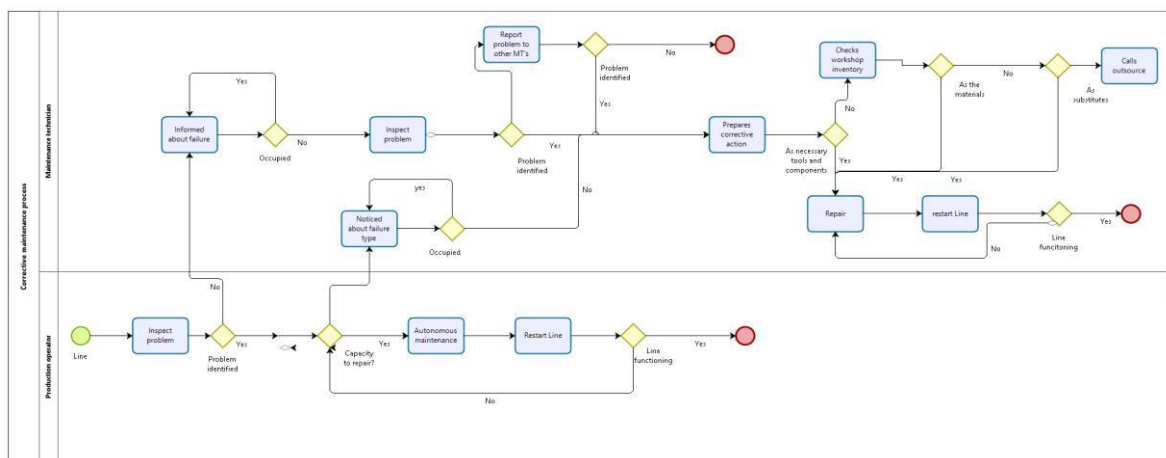 Corrective maintenance process
Maintenance technician
Report
problem to
other MT's
Problem
identified
No
Yes
Checks
workshop
inventory
As the
materials
No
As
substitutes
Calls
outsource
Yes
Informed
about failure
Occupied
No
Inspect
problem
Problem
identified
Yes
Prepares
corrective
action
No
As necessary
tools and
components
Yes
Yes
Yes
yes
Noticed
about failure
type
Occupied
No
Repair
restart Line
Line
funcitoning
Yes
No
Production operator
Line
Inspect
problem
No
Yes
Problem
identified
Capacity
to repair?
Yes
Autonomous
maintenance
Restart Line
Line
functioning
Yes
No